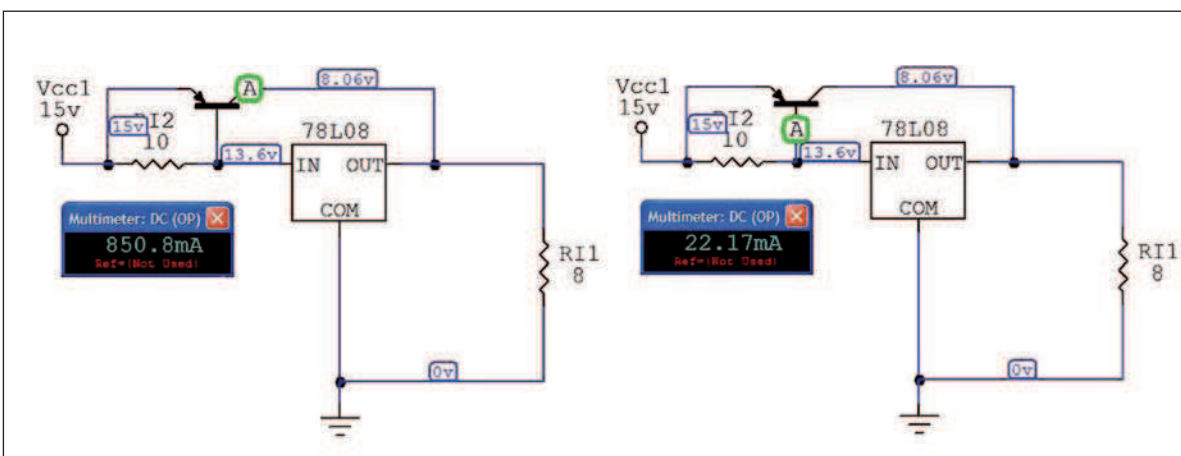 Vcc1
15v
A
8.06v
15v
RI2
10
78L08
13.6v
IN OUT
COM
Multimeter: DC (OP)
850.8mA
Ref=(Not Used)
RI1
8
0v
Vcc1
15v
8.06v
15v
RI2
10
A
78L08
13.6v
IN OUT
COM
Multimeter: DC (OP)
22.17mA
Ref=(Not Used)
RI1
8
0v